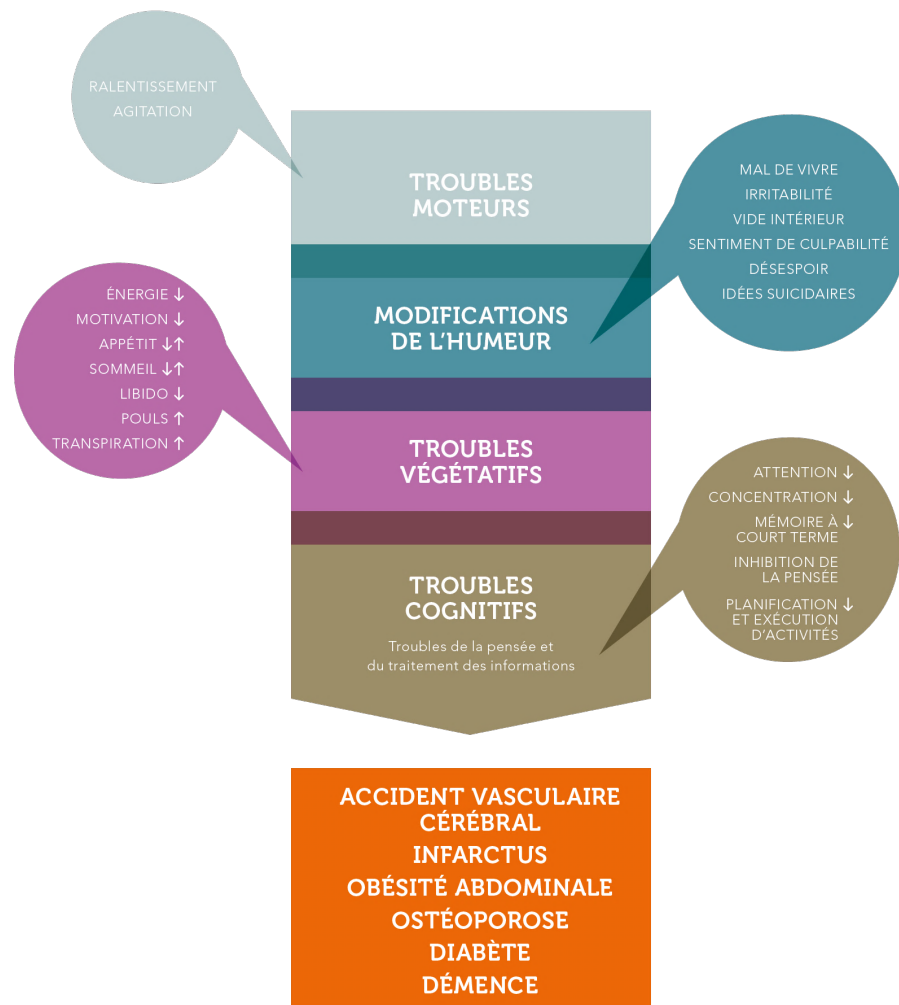 RALENTISSEMENT
AGITATION
TROUBLES
MOTEURS
MAL DE VIVRE
IRRITABILITÉ
VIDE INTÉRIEUR
SENTIMENT DE CULPABILITÉ
DÉSESPOIR
IDÉES SUICIDAIRES
MODIFICATIONS
DE L’HUMEUR
ÉNERGIE ↓
MOTIVATION ↓
APPÉTIT ↓↑
SOMMEIL ↓↑
LIBIDO ↓
POULS ↑
TRANSPIRATION ↑
TROUBLES
VÉGÉTATIFS
ATTENTION ↓
CONCENTRATION ↓
MÉMOIRE À ↓
COURT TERME
INHIBITION DE
LA PENSÉE
PLANIFICATION ↓
ET EXÉCUTION
D’ACTIVITÉS
TROUBLES
COGNITIFS
Troubles de la pensée et
du traitement des informations
ACCIDENT VASCULAIRE
CÉRÉBRAL
INFARCTUS
OBÉSITÉ ABDOMINALE
OSTÉOPOROSE
DIABÈTE
DÉMENCE